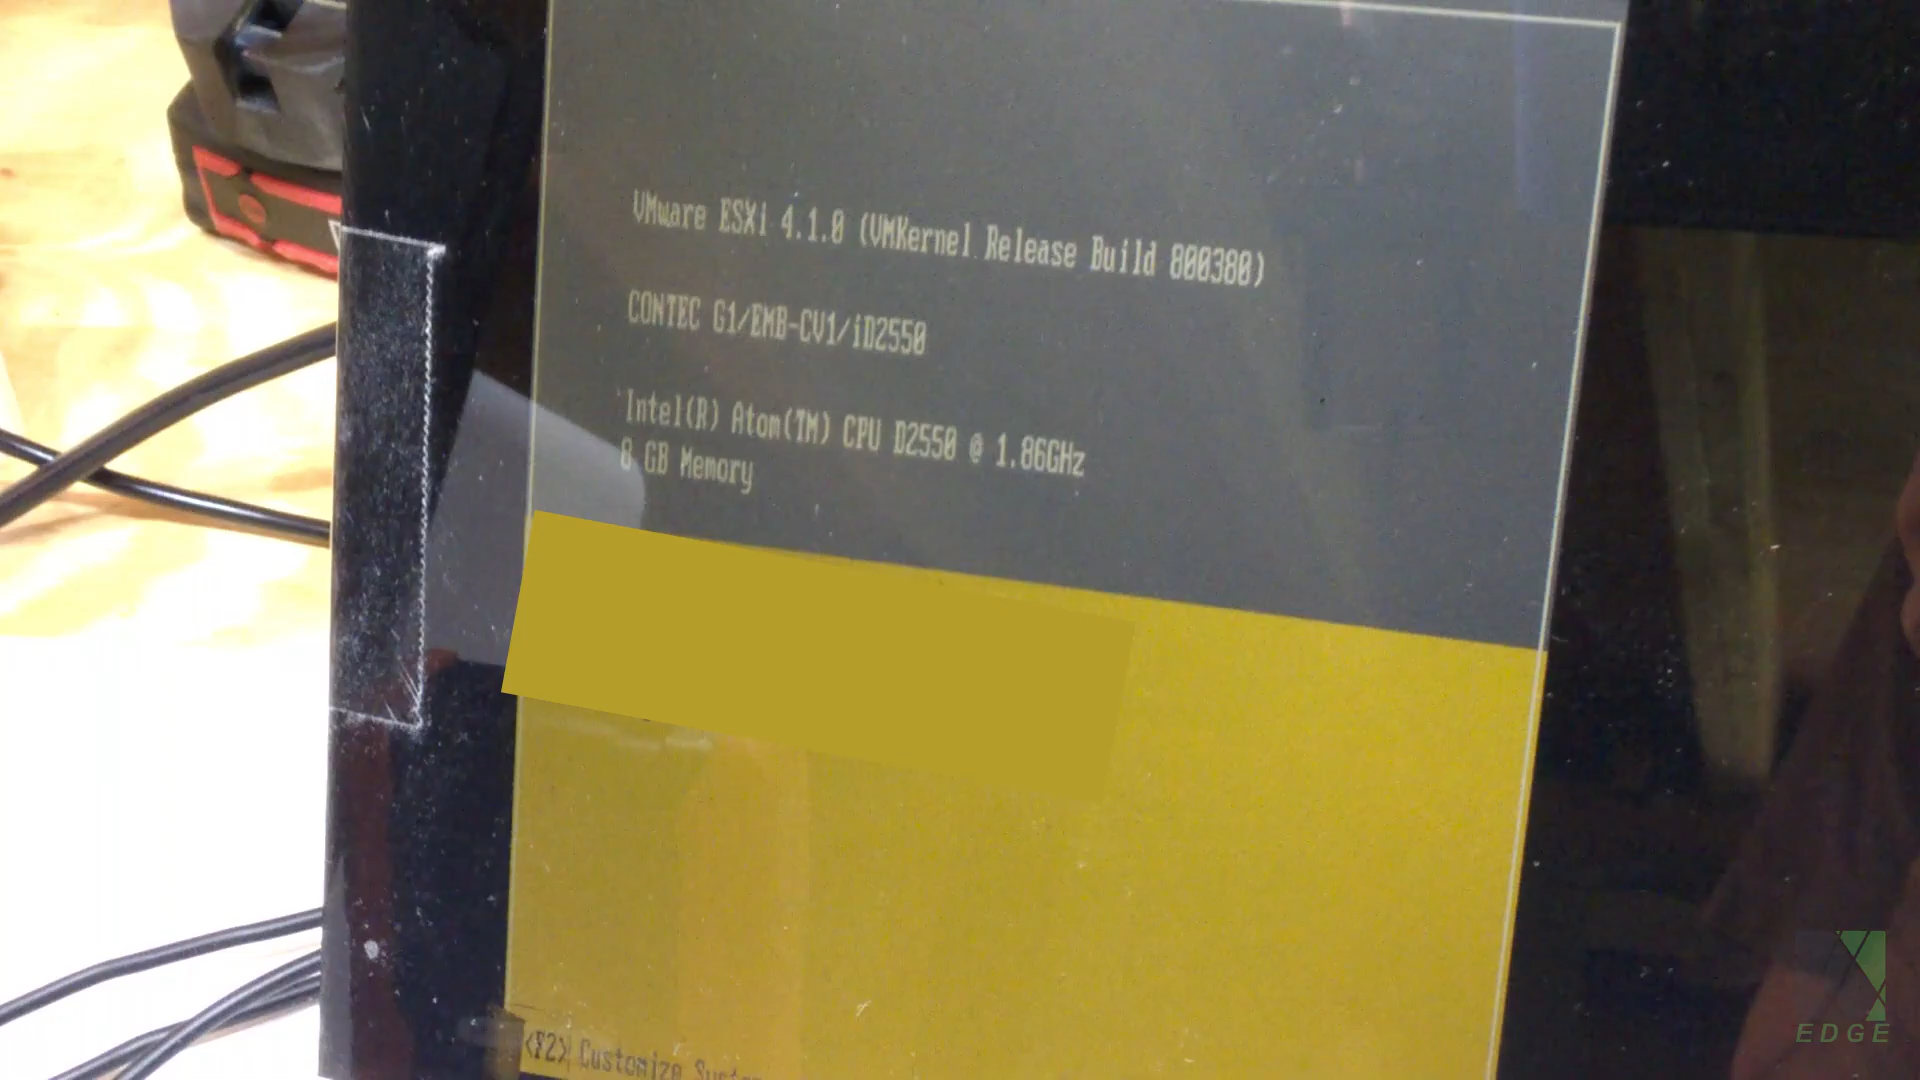 VMware ESXi 4.1.0 (VMKernel Release Build 800380)
CONTEC G1/EMB-CV1/iD2550
Intel(R) Atom(TM) CPU D2550 @ 1.86GHz
8 GB Memory
<F2> Customize System
EDGE